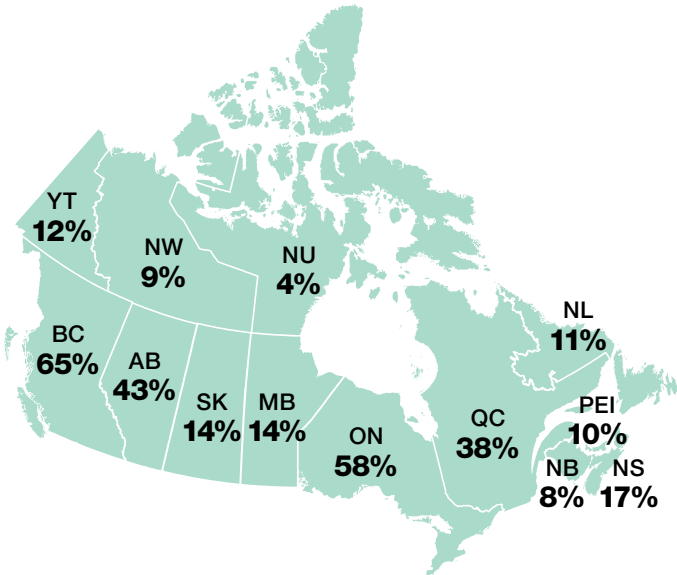 YT
12%
NW
9%
NU
4%
NL
11%
BC
65%
AB
43%
SK
14%
MB
14%
ON
58%
QC
38%
PEI
10%
NB
8%
NS
17%